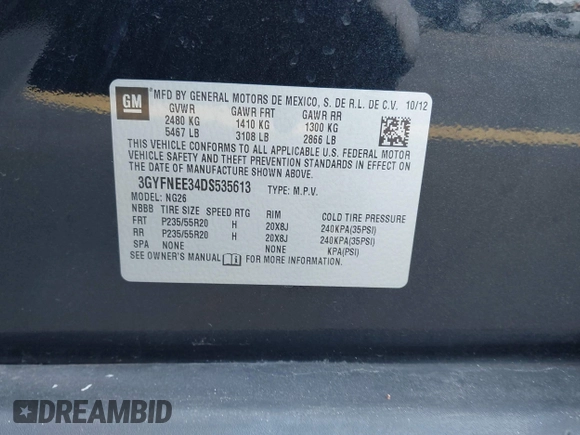 GM
MFD BY GENERAL MOTORS DE MEXICO, S. DE R.L. DE C.V. 10/12
GVWR GAWR FRT GAWR RR
2480 KG 1410 KG 1300 KG
5467 LB 3108 LB 2866 LB
THIS VEHICLE CONFORMS TO ALL APPLICABLE U.S. FEDERAL MOTOR
VEHICLE SAFETY AND THEFT PREVENTION STANDARDS IN EFFECT ON
THE DATE OF MANUFACTURE SHOWN ABOVE.
3GYFNEE34DS535613 TYPE: M.P.V.
MODEL: NG26
NBBB TIRE SIZE SPEED RTG RIM COLD TIRE PRESSURE
FRT P235/55R20 H 20X8J 240KPA(35PSI)
RR P235/55R20 H 20X8J 240KPA(35PSI)
SPA NONE NONE KPA(PSI)
SEE OWNER'S MANUAL FOR MORE INFORMATION.
DREAMBID